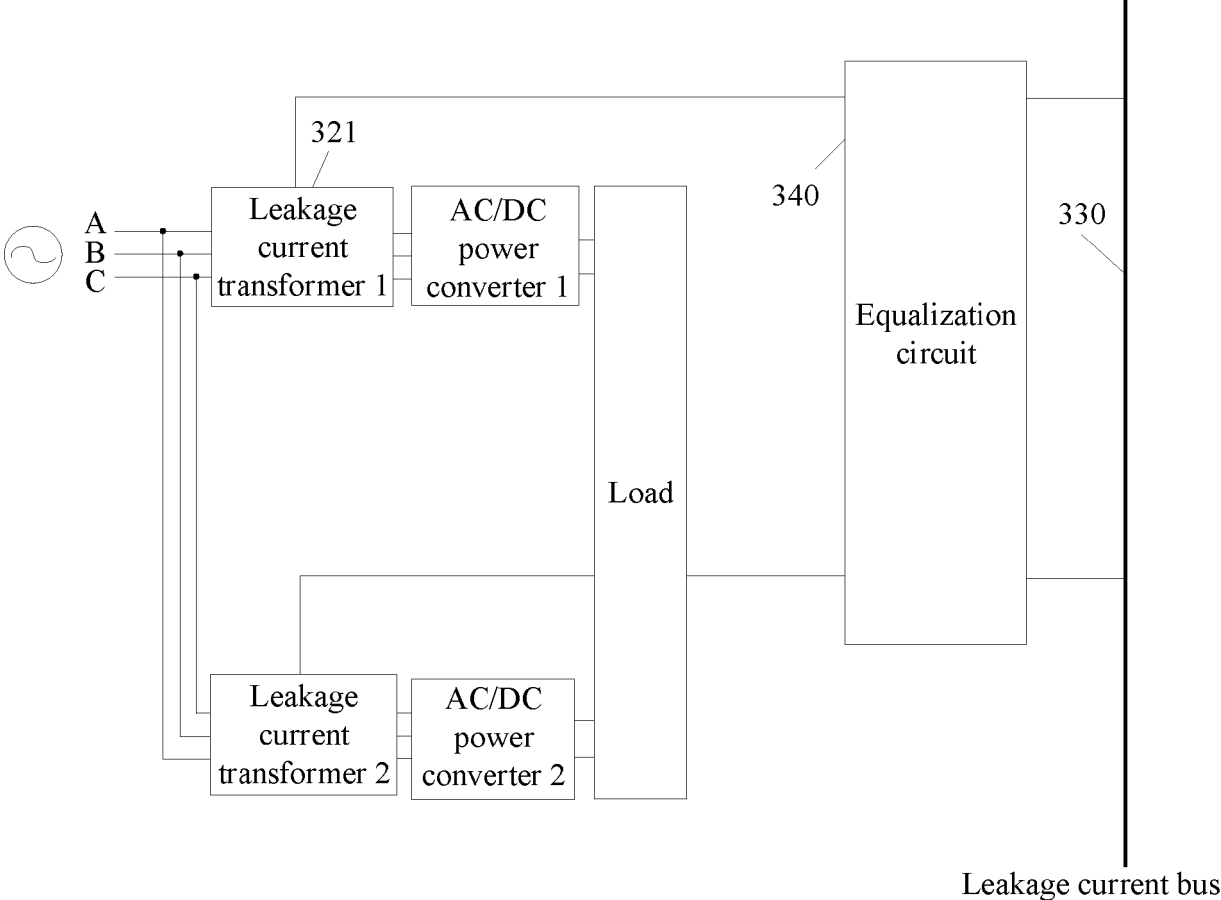 321
340
330
A
B
C
Leakage
current
transformer 1
AC/DC
power
converter 1
Equalization
circuit
Load
Leakage
current
transformer 2
AC/DC
power
converter 2
Leakage current bus